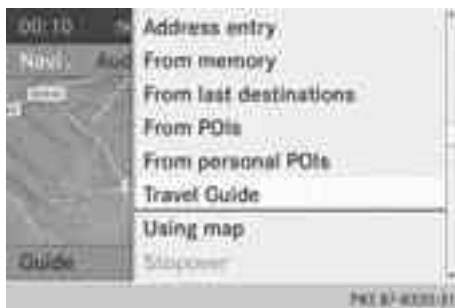 00:10
Address entry
Navi Aud
From memory
From last destinations
From POIs
From personal POIs
Travel Guide
Using map
Guide
Stopover